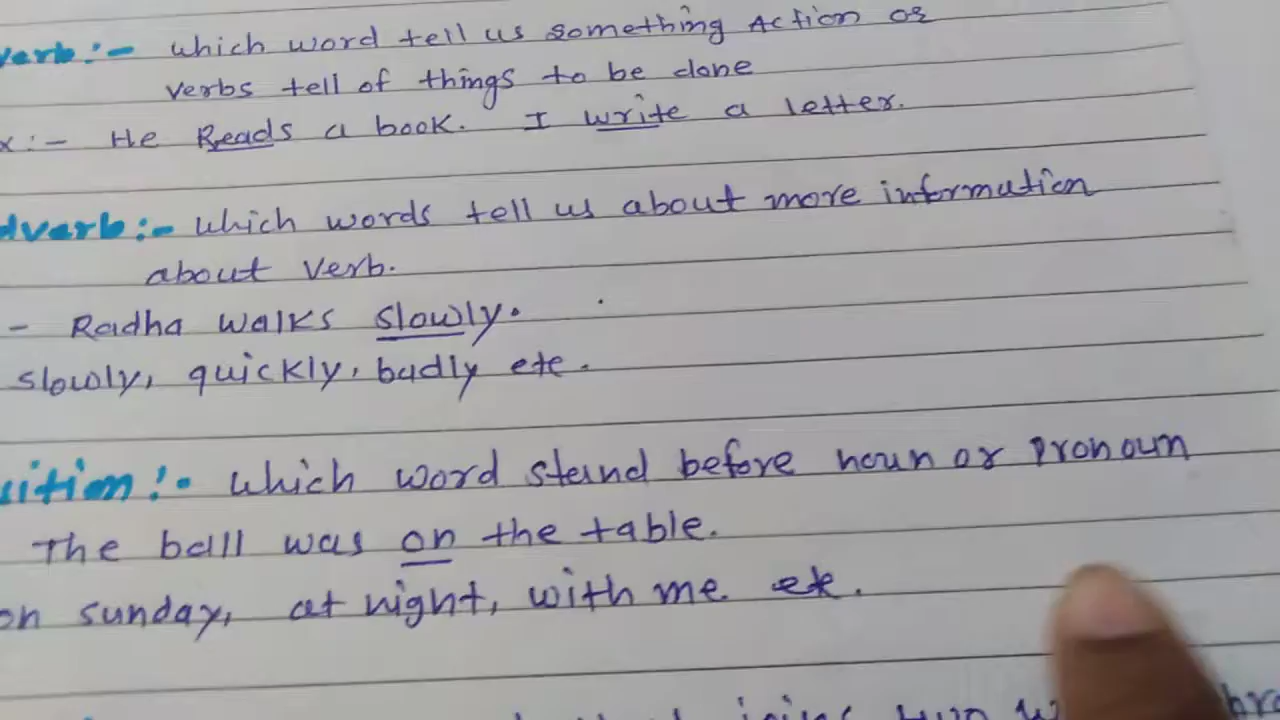 verb:- which word tell us something Action or
verbs tell of things to be done
x:- He Reads a book. I write a letter.
dverb:- which words tell us about more information
about verb.
- Radha walks slowly.
slowly, quickly, badly etc.
sition:- which word stand before noun or pronoun
The ball was on the table.
on sunday, at night, with me etc.